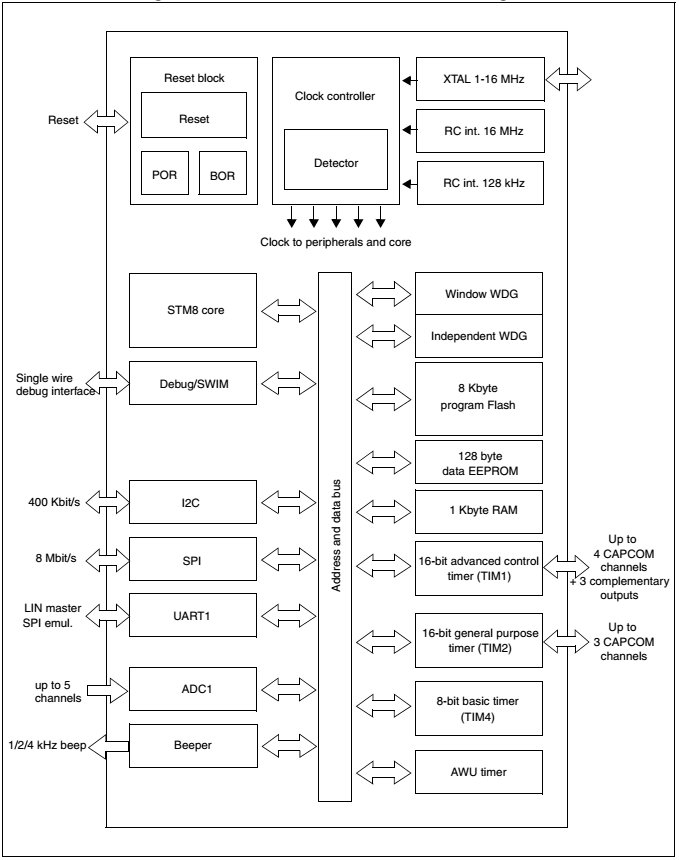 Reset block
Reset
Reset
POR
BOR
Clock controller
Detector
XTAL 1-16 MHz
RC int. 16 MHz
RC int. 128 kHz
Clock to peripherals and core
STM8 core
Single wire
debug interface
Debug/SWIM
400 Kbit/s
I2C
8 Mbit/s
SPI
LIN master
SPI emul.
UART1
up to 5
channels
ADC1
1/2/4 kHz beep
Beeper
Address and data bus
Window WDG
Independent WDG
8 Kbyte
program Flash
128 byte
data EEPROM
1 Kbyte RAM
16-bit advanced control
timer (TIM1)
Up to
4 CAPCOM
channels
+ 3 complementary
outputs
16-bit general purpose
timer (TIM2)
Up to
3 CAPCOM
channels
8-bit basic timer
(TIM4)
AWU timer